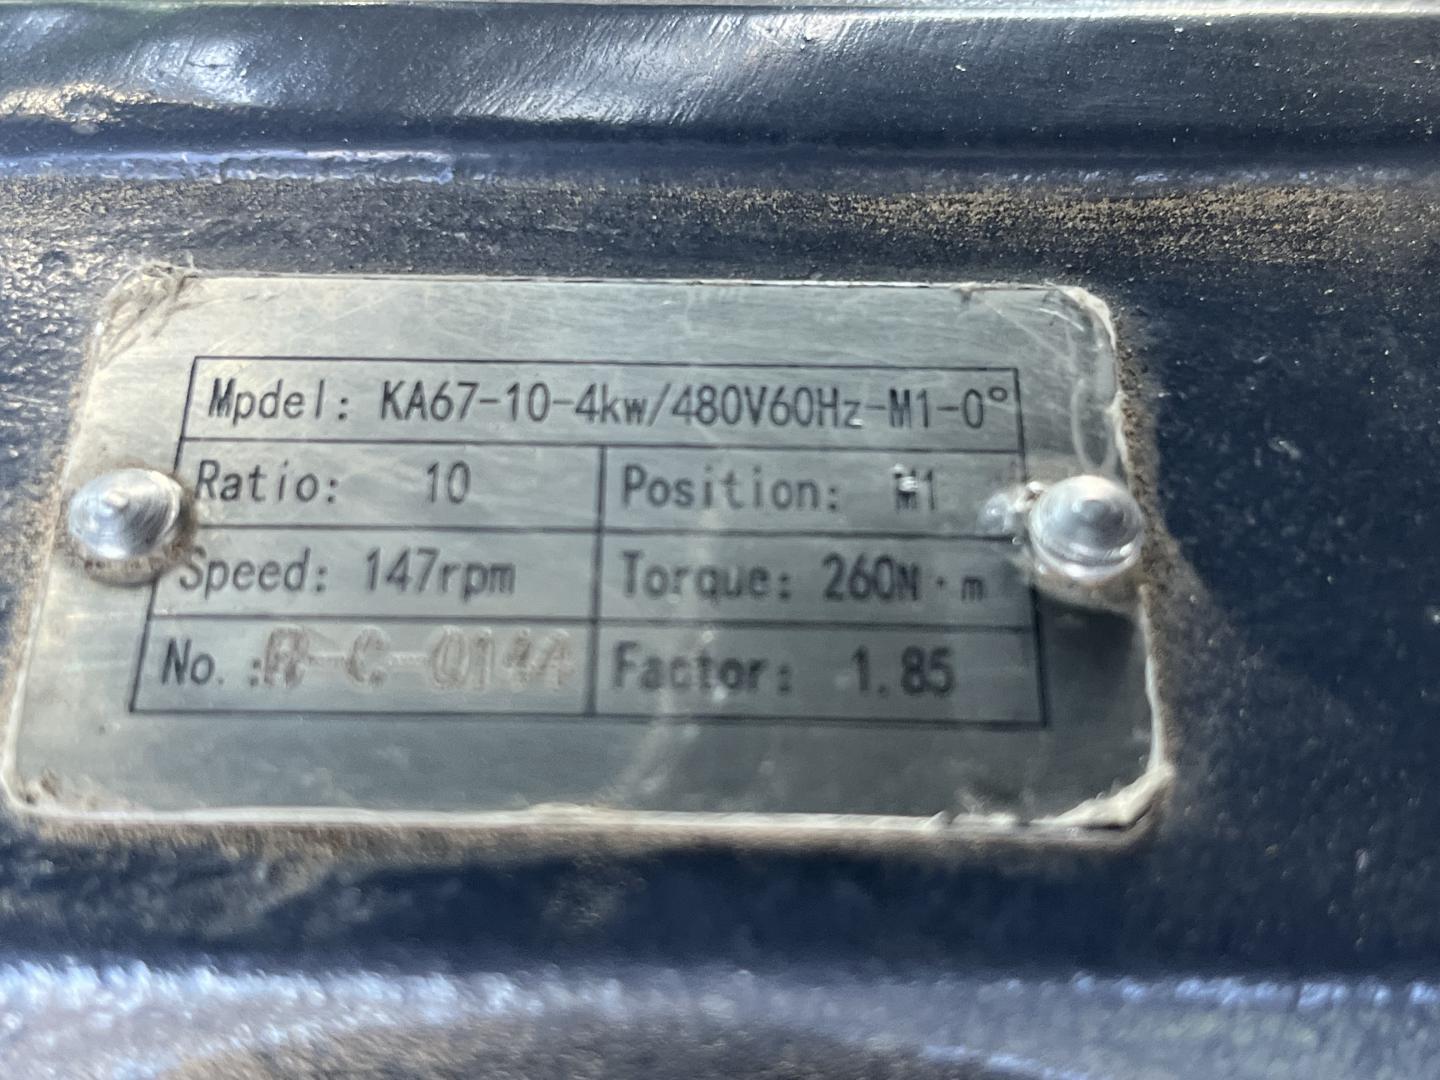 Mpdel: KA67-10-4kw/480V60Hz-M1-0°
Ratio: 10 Position: M1
Speed: 147rpm Torque: 260N·m
No.:R-C-0144 Factor: 1.85